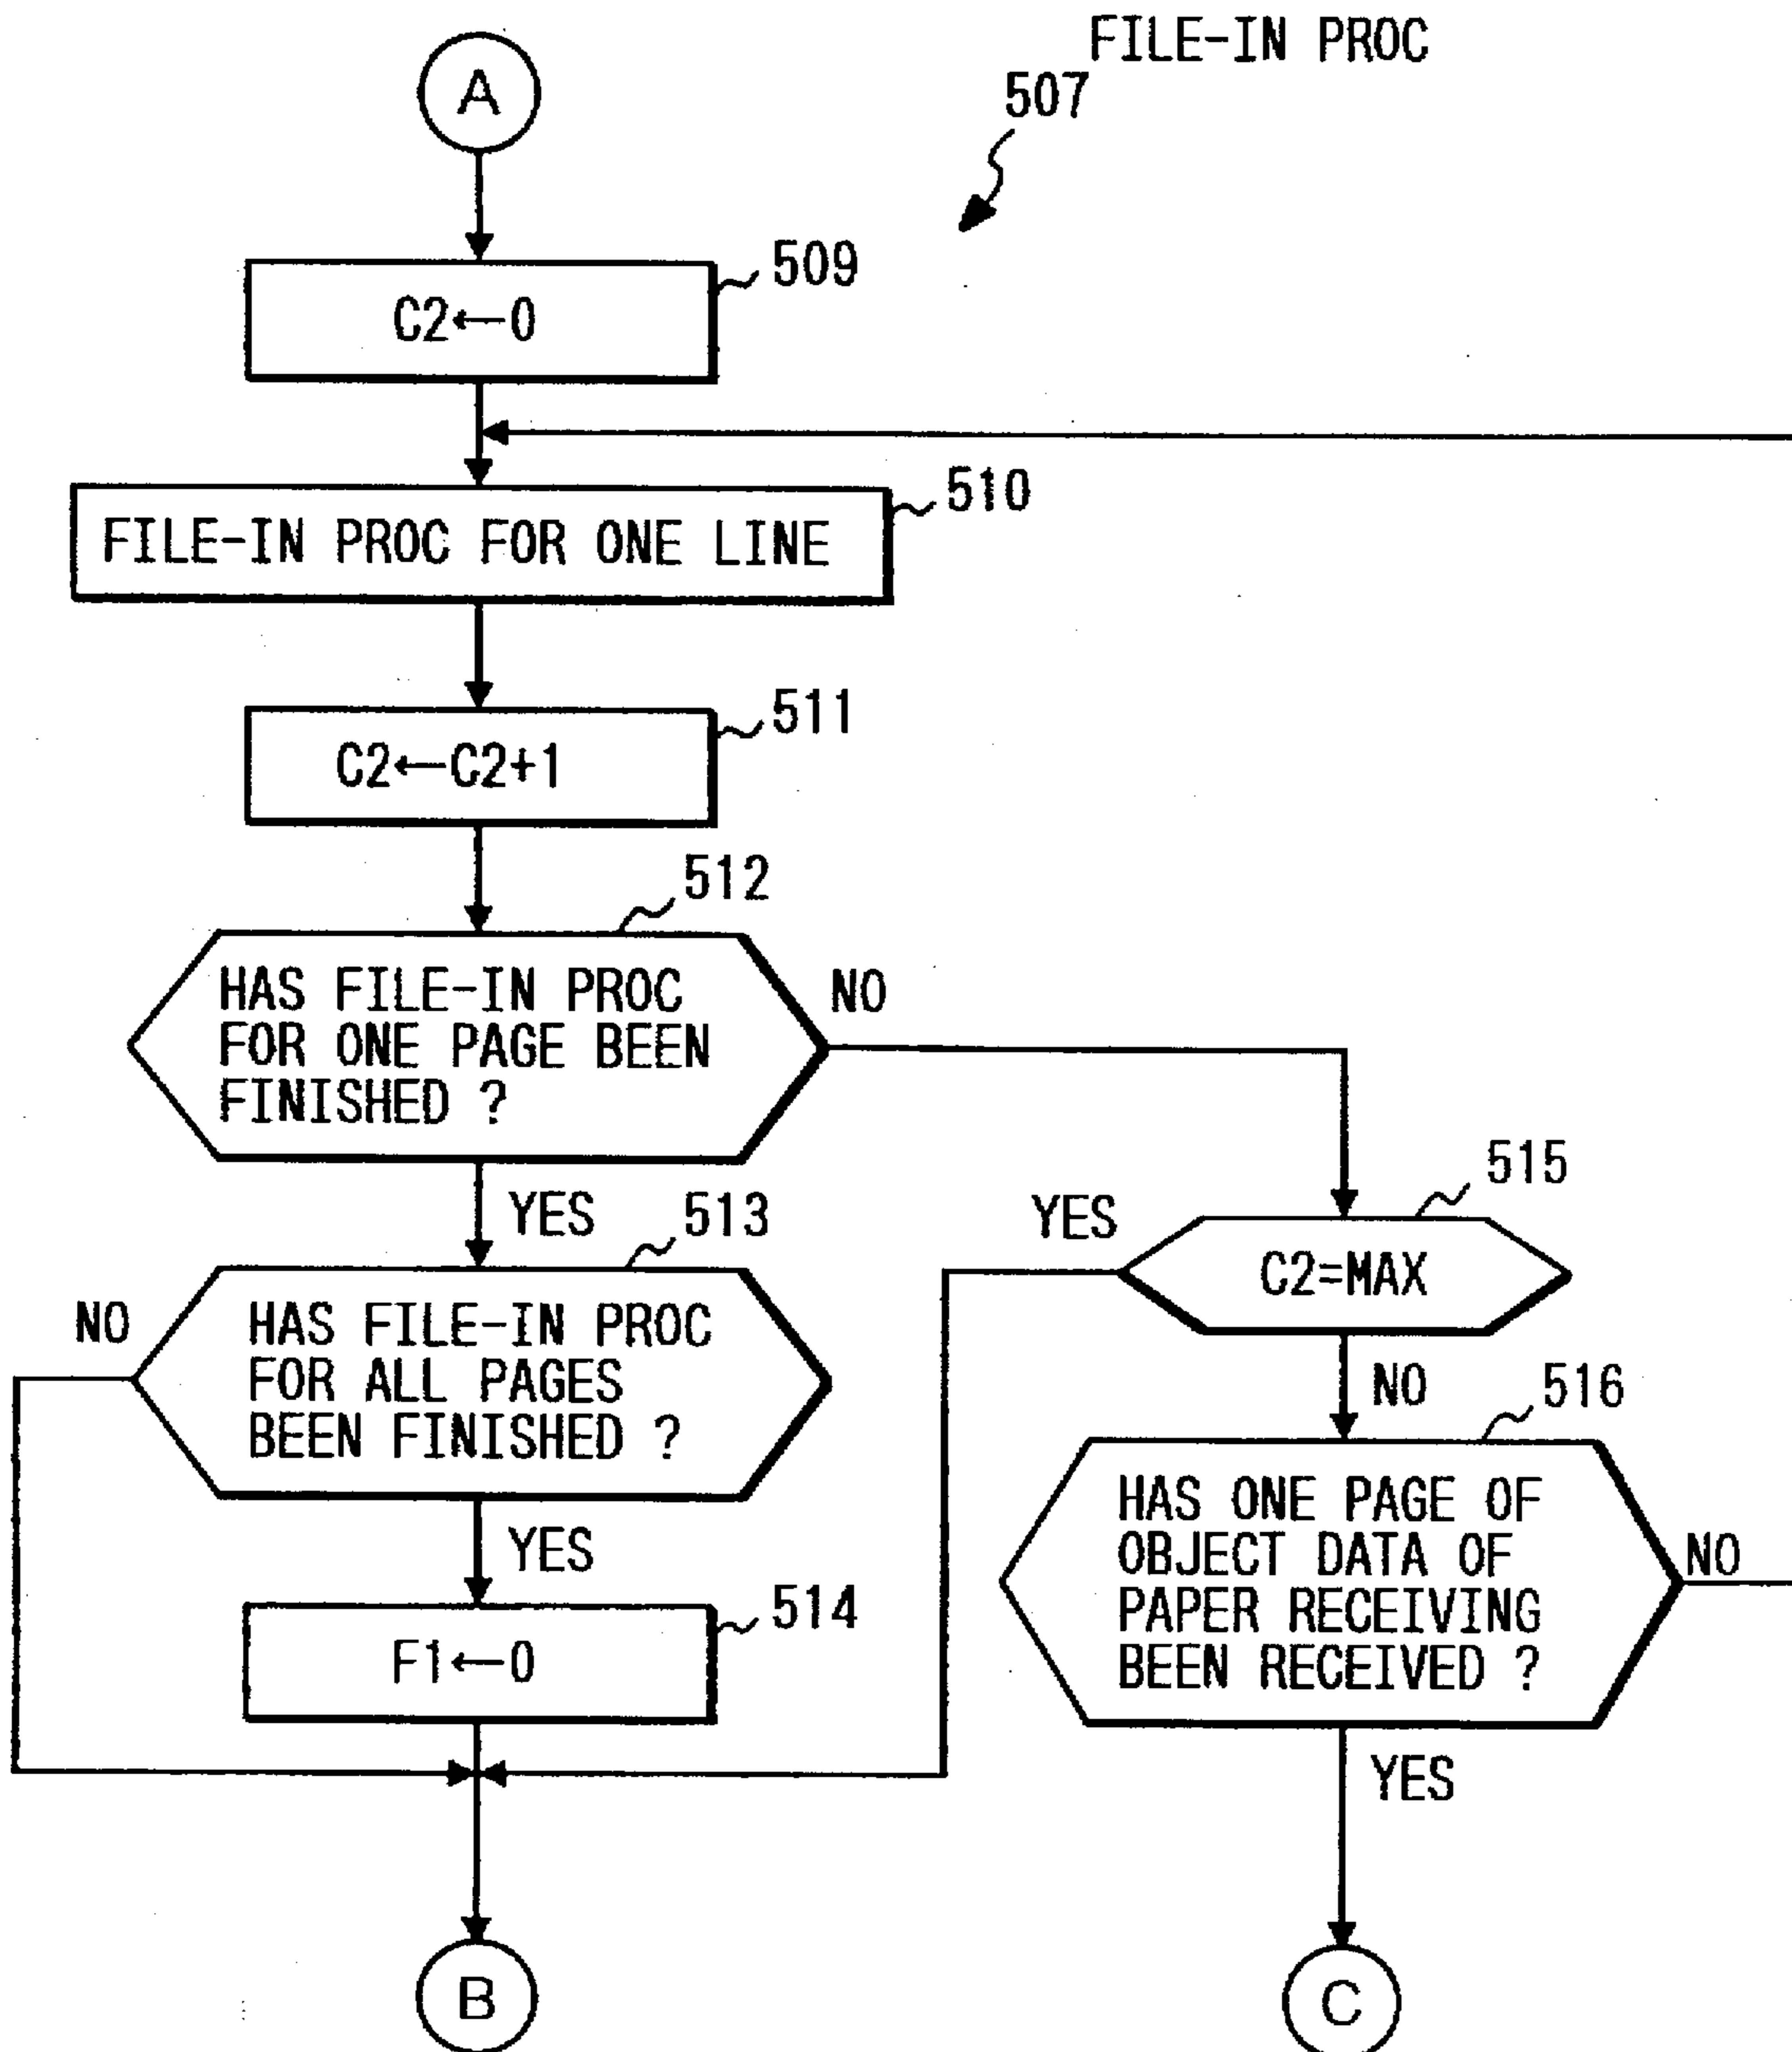 FILE-IN PROC
507
A
509
C2←0
510
FILE-IN PROC FOR ONE LINE
511
C2←C2+1
512
HAS FILE-IN PROC
FOR ONE PAGE BEEN
FINISHED ?
NO
YES
513
HAS FILE-IN PROC
FOR ALL PAGES
BEEN FINISHED ?
NO
YES
514
F1←0
B
515
C2=MAX
YES
NO
516
HAS ONE PAGE OF
OBJECT DATA OF
PAPER RECEIVING
BEEN RECEIVED ?
NO
YES
C